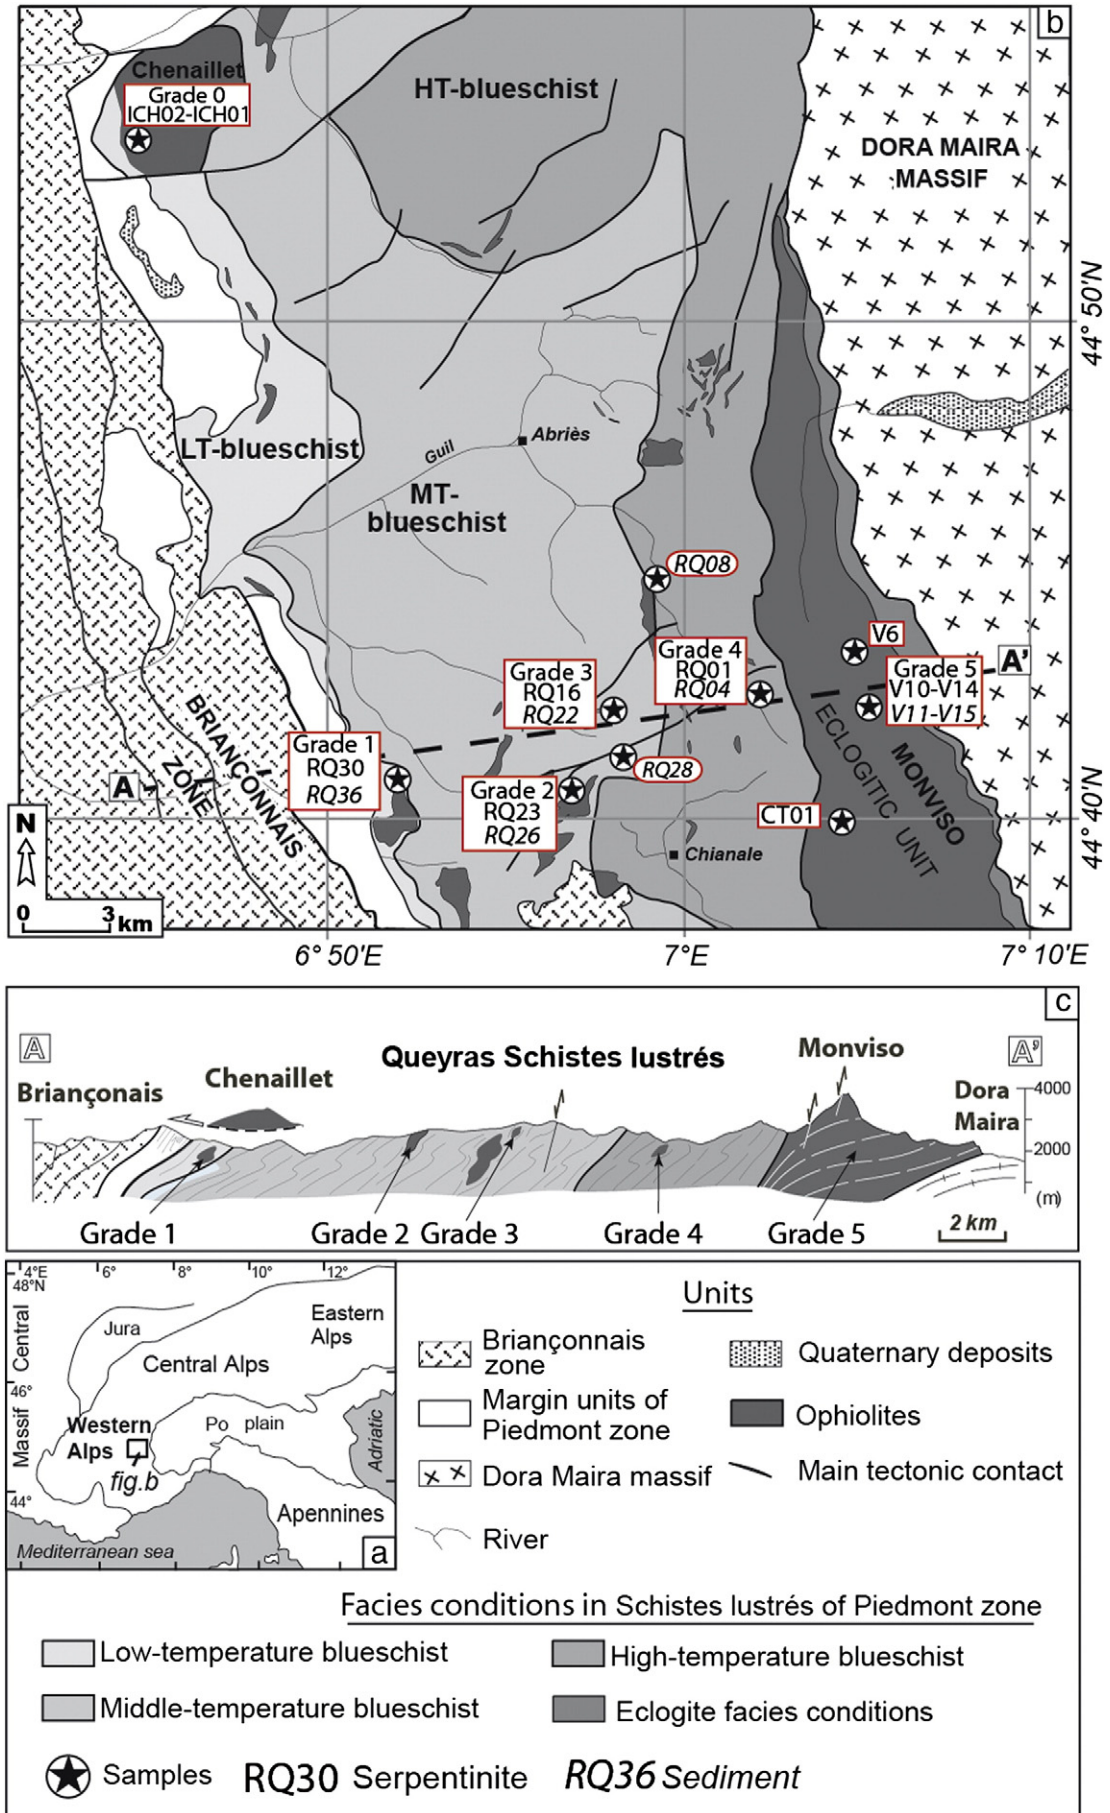 b
Chenaillet
Grade 0
ICH02-ICH01
HT-blueschist
DORA MAIRA
MASSIF
44° 50'N
LT-blueschist
Guil
Abriès
MT-
blueschist
RQ08
V6
Grade 4
RQ01
RQ04
Grade 3
RQ16
RQ22
A'
Grade 5
V10-V14
V11-V15
BRIANÇONNAIS
ZONE
Grade 1
RQ30
RQ36
RQ28
A
Grade 2
RQ23
RQ26
CT01
ECLOGITIC UNIT
MONVISO
44° 40'N
N
Chianale
0 3 km
6° 50'E
7°E
7° 10'E
c
A
Queyras Schistes lustrés
Monviso
A'
Briançonais
Chenaillet
Dora
Maira
4000
2000
(m)
Grade 1
Grade 2
Grade 3
Grade 4
Grade 5
2 km
4°E 6° 8° 10° 12°
48°N
Massif Central
Jura
Eastern
Alps
Central Alps
46°
Western
Alps
Po plain
Adriatic
fig.b
44°
Apennines
Mediterranean sea
a
Units
Briançonnais
zone
Quaternary deposits
Margin units of
Piedmont zone
Ophiolites
Dora Maira massif
Main tectonic contact
River
Facies conditions in Schistes lustrés of Piedmont zone
Low-temperature blueschist
High-temperature blueschist
Middle-temperature blueschist
Eclogite facies conditions
Samples
RQ30 Serpentinite
RQ36 Sediment